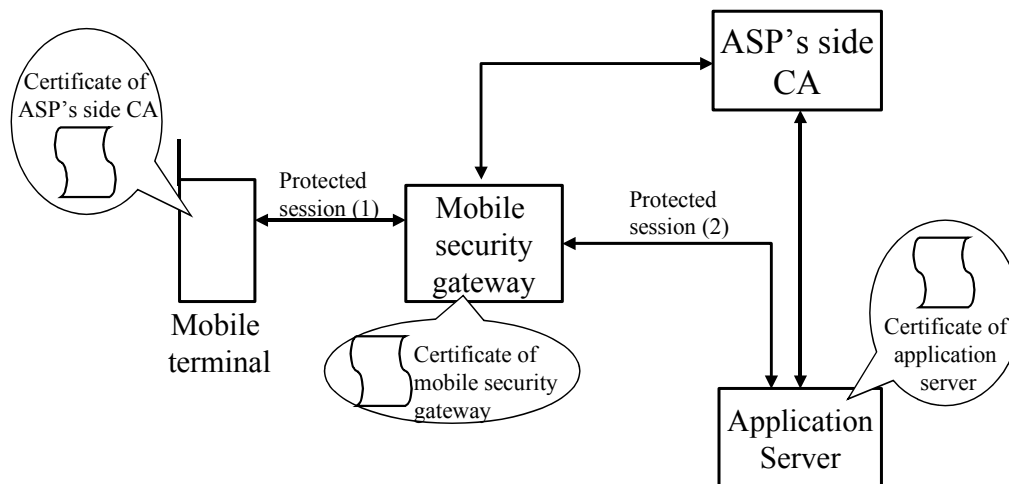 ASP's side
CA
Certificate of
ASP's side CA
Protected
session (1)
Mobile
security
gateway
Protected
session (2)
Mobile
terminal
Certificate of
mobile security
gateway
Certificate of
application
server
Application
Server